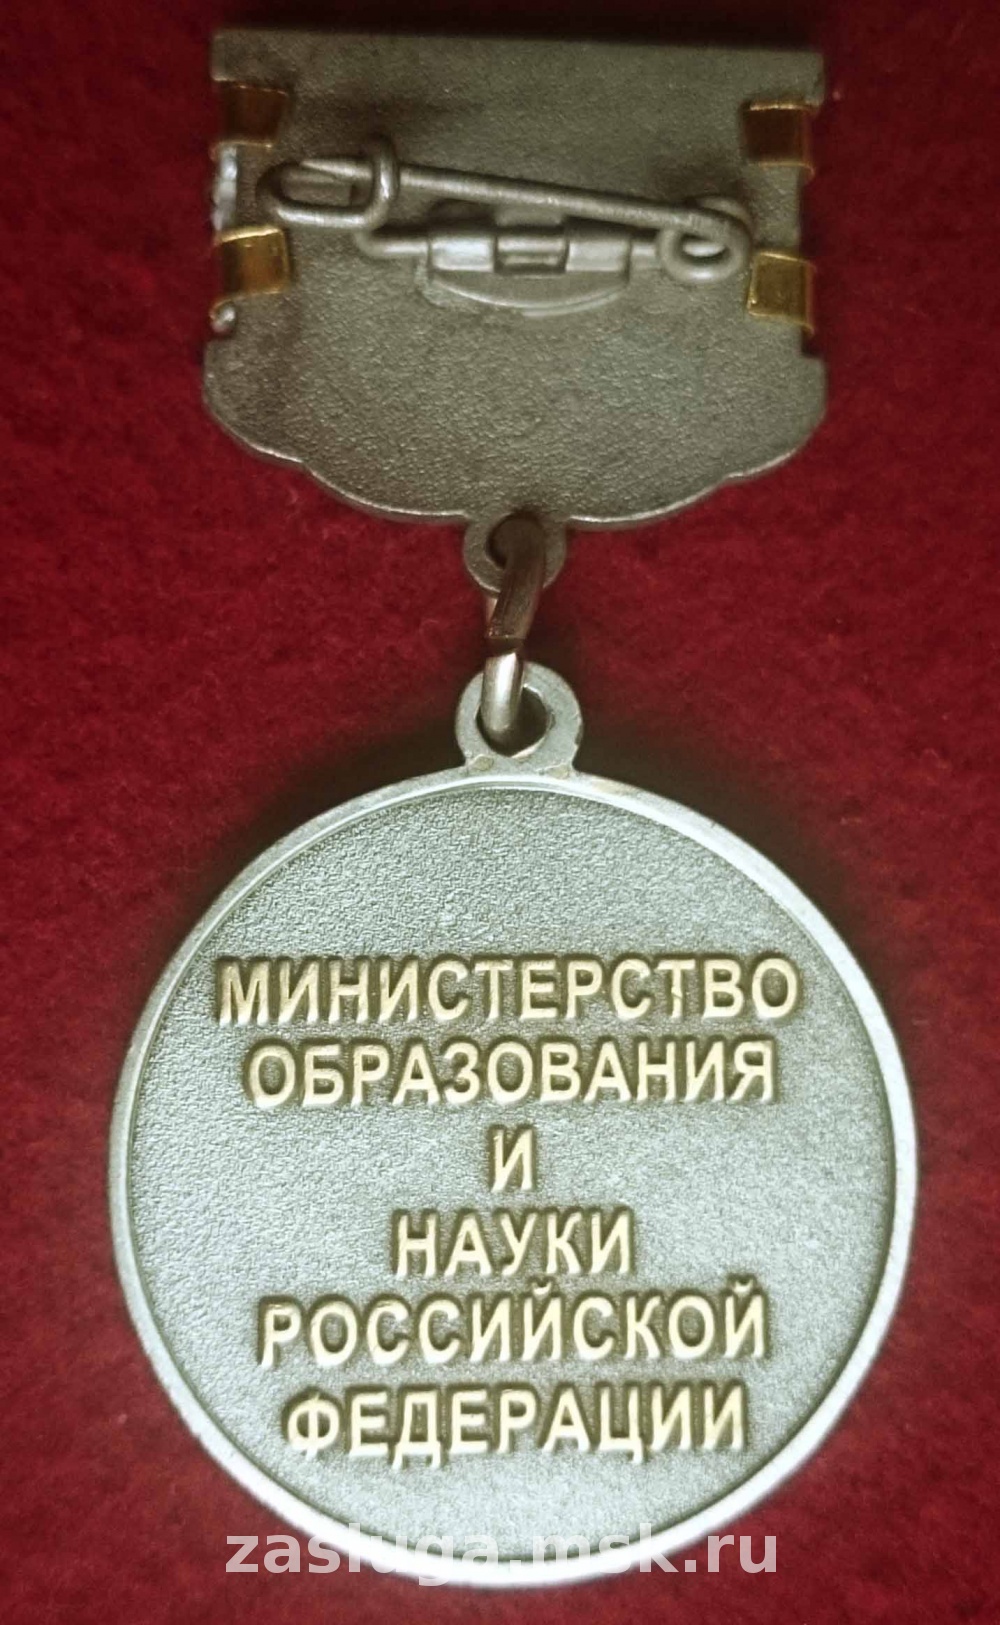 МИНИСТЕРСТВО
ОБРАЗОВАНИЯ
И
НАУКИ
РОССИЙСКОЙ
ФЕДЕРАЦИИ
zasluga.msk.ru